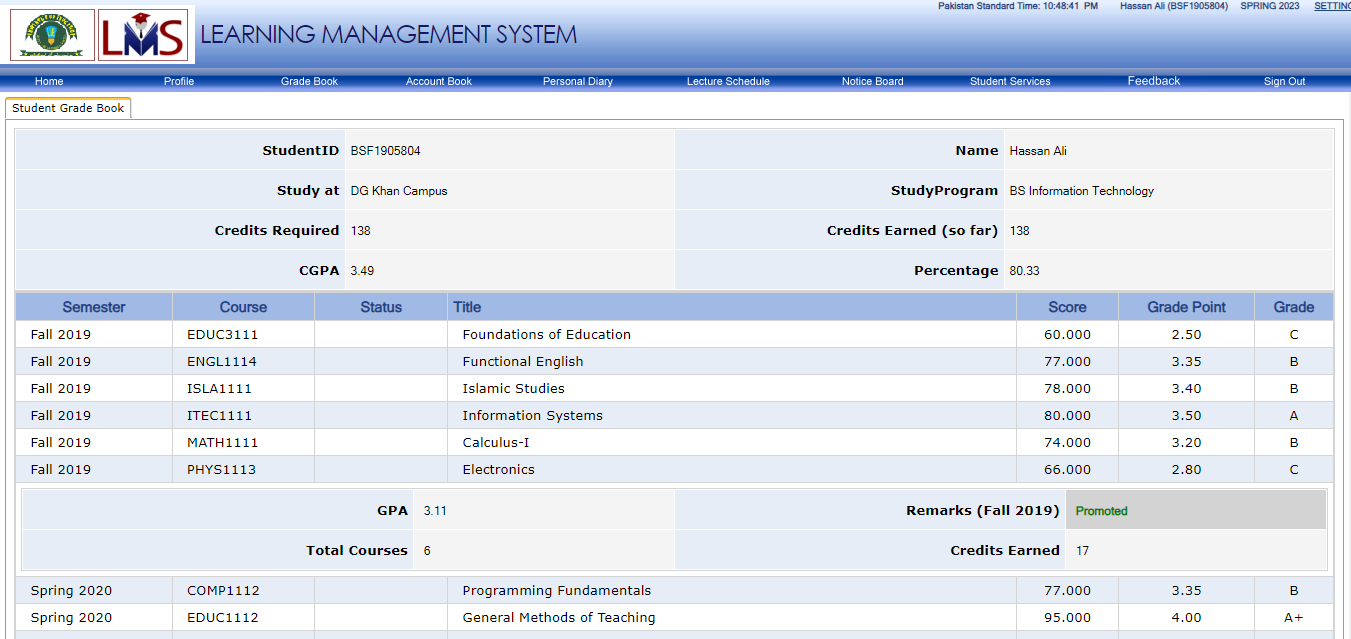 Pakistan Standard Time: 10:48:41 PM Hassan Ali (BSF1905804) SPRING 2023 SETTING
LMS LEARNING MANAGEMENT SYSTEM
Home Profile Grade Book Account Book Personal Diary Lecture Schedule Notice Board Student Services Feedback Sign Out
Student Grade Book
StudentID BSF1905804 Name Hassan Ali
Study at DG Khan Campus StudyProgram BS Information Technology
Credits Required 138 Credits Earned (so far) 138
CGPA 3.49 Percentage 80.33
Semester Course Status Title Score Grade Point Grade
Fall 2019 EDUC3111 Foundations of Education 60.000 2.50 C
Fall 2019 ENGL1114 Functional English 77.000 3.35 B
Fall 2019 ISLA1111 Islamic Studies 78.000 3.40 B
Fall 2019 ITEC1111 Information Systems 80.000 3.50 A
Fall 2019 MATH1111 Calculus-I 74.000 3.20 B
Fall 2019 PHYS1113 Electronics 66.000 2.80 C
GPA 3.11 Remarks (Fall 2019) Promoted
Total Courses 6 Credits Earned 17
Spring 2020 COMP1112 Programming Fundamentals 77.000 3.35 B
Spring 2020 EDUC1112 General Methods of Teaching 95.000 4.00 A+